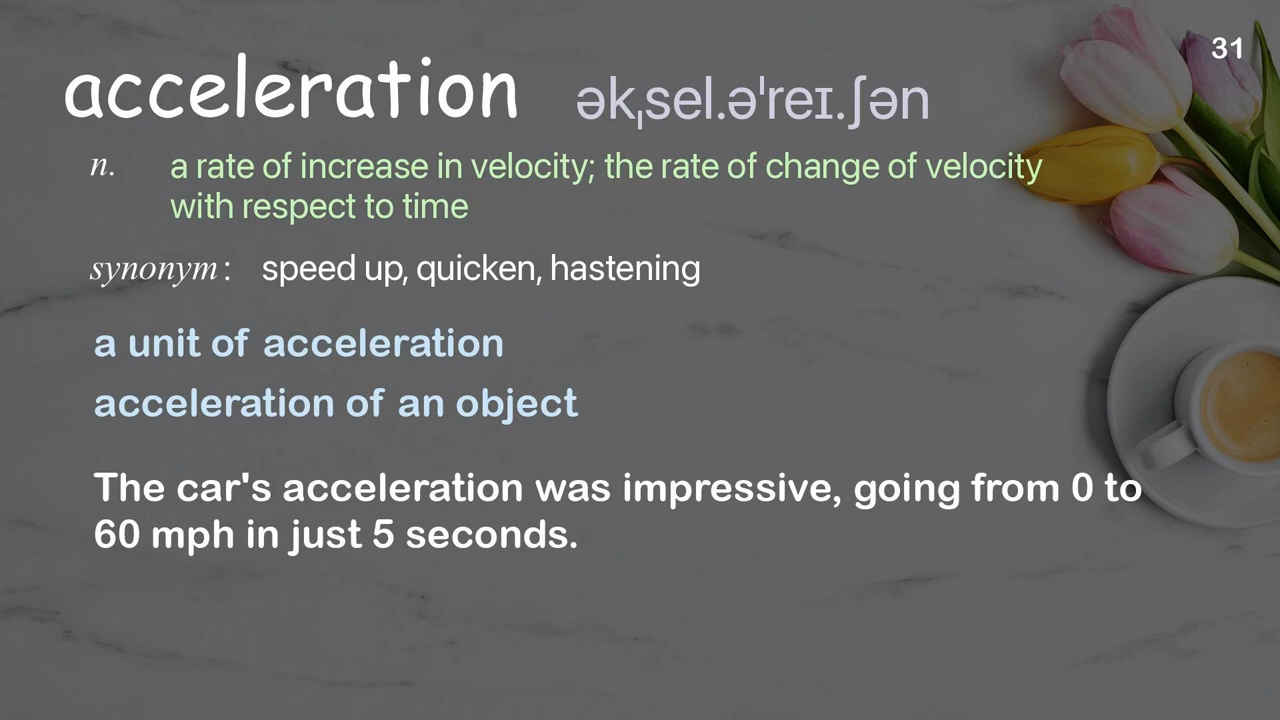 31
acceleration əkˌsel.əˈreɪ.ʃən
n. a rate of increase in velocity; the rate of change of velocity
with respect to time
synonym: speed up, quicken, hastening
a unit of acceleration
acceleration of an object
The car's acceleration was impressive, going from 0 to
60 mph in just 5 seconds.